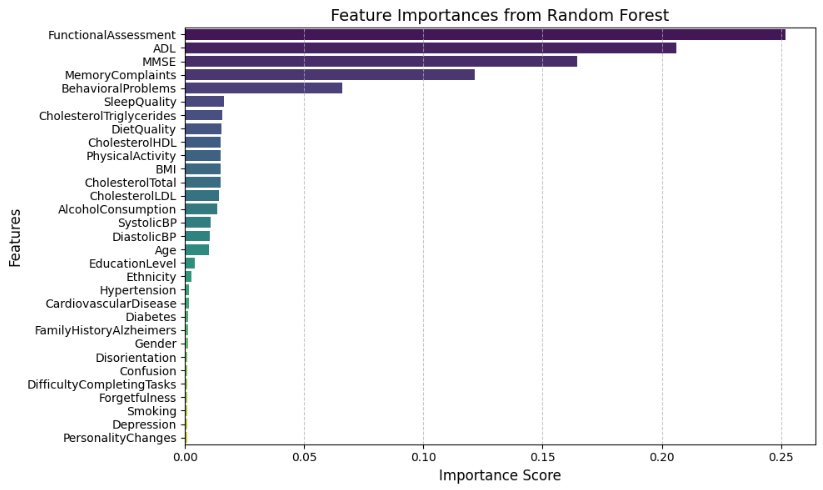 Feature Importances from Random Forest
FunctionalAssessment
ADL
MMSE
MemoryComplaints
BehavioralProblems
SleepQuality
CholesterolTriglycerides
DietQuality
CholesterolHDL
PhysicalActivity
BMI
CholesterolTotal
CholesterolLDL
AlcoholConsumption
SystolicBP
DiastolicBP
Age
EducationLevel
Ethnicity
Hypertension
CardiovascularDisease
Diabetes
FamilyHistoryAlzheimers
Gender
Disorientation
Confusion
DifficultyCompletingTasks
Forgetfulness
Smoking
Depression
PersonalityChanges
Features
0.00 0.05 0.10 0.15 0.20 0.25
Importance Score